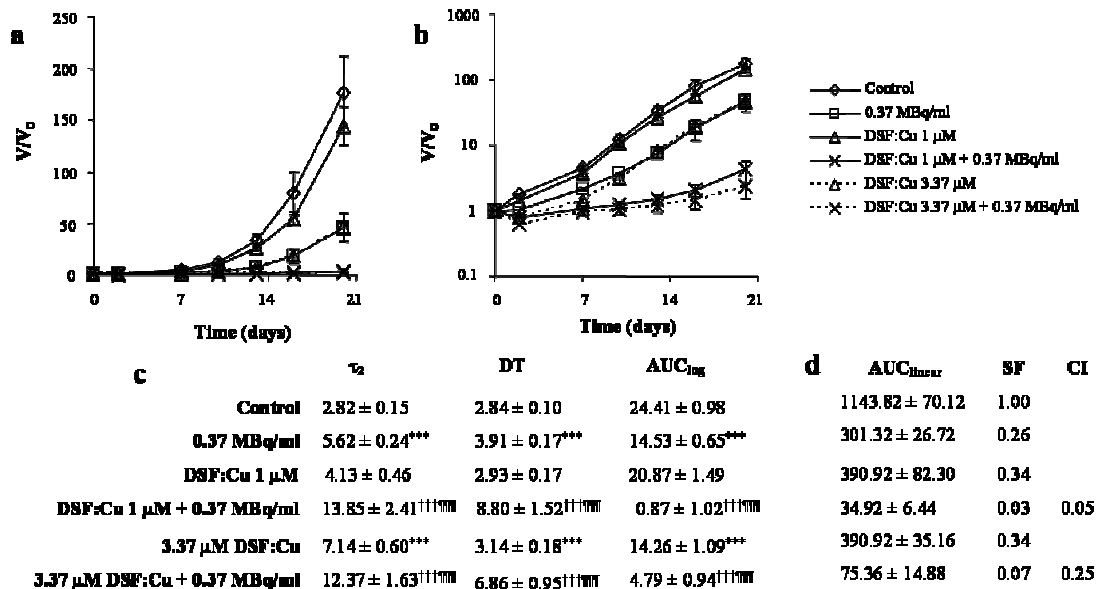 a
250
200
150
100
50
0
V/V0
0 7 14 21
Time (days)
b
1000
100
10
1
0.1
V/V0
0 7 14 21
Time (days)
Control
0.37 MBq/ml
DSF:Cu 1 μM
DSF:Cu 1 μM + 0.37 MBq/ml
DSF:Cu 3.37 μM
DSF:Cu 3.37 μM + 0.37 MBq/ml
c
τ2 DT AUClog
Control 2.82 ± 0.15 2.84 ± 0.10 24.41 ± 0.98
0.37 MBq/ml 5.62 ± 0.24*** 3.91 ± 0.17*** 14.53 ± 0.65***
DSF:Cu 1 μM 4.13 ± 0.46 2.93 ± 0.17 20.87 ± 1.49
DSF:Cu 1 μM + 0.37 MBq/ml 13.85 ± 2.41†††¶¶¶ 8.80 ± 1.52†††¶¶¶ 0.87 ± 1.02†††¶¶¶
3.37 μM DSF:Cu 7.14 ± 0.60*** 3.14 ± 0.18*** 14.26 ± 1.09***
3.37 μM DSF:Cu + 0.37 MBq/ml 12.37 ± 1.63†††¶¶¶ 6.86 ± 0.95†††¶¶¶ 4.79 ± 0.94†††¶¶¶
d
AUClinear SF CI
1143.82 ± 70.12 1.00
301.32 ± 26.72 0.26
390.92 ± 82.30 0.34
34.92 ± 6.44 0.03 0.05
390.92 ± 35.16 0.34
75.36 ± 14.88 0.07 0.25